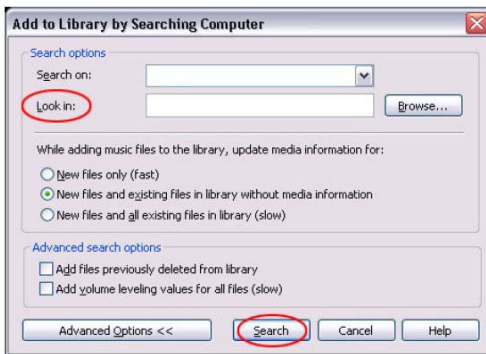 Add to Library by Searching Computer
Search options
Search on:
Look in:
Browse...
While adding music files to the library, update media information for:
New files only (fast)
New files and existing files in library without media information
New files and all existing files in library (slow)
Advanced search options
Add files previously deleted from library
Add volume leveling values for all files (slow)
Advanced Options <<
Search
Cancel
Help